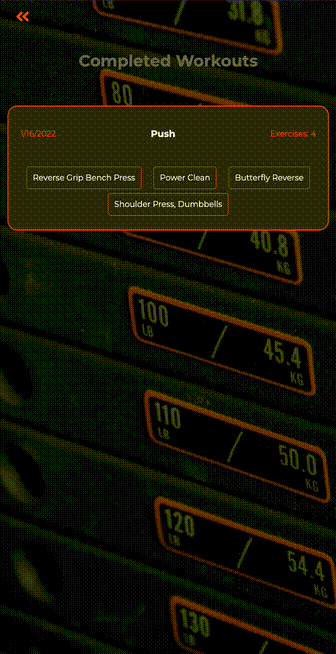 31.8
KG
Completed Workouts
80
1/16/2022 Push Exercises: 4
Reverse Grip Bench Press Power Clean Butterfly Reverse
Shoulder Press, Dumbbells
40.8
KG
100
LB / 45.4
KG
110
LB / 50.0
KG
120
LB / 54.4
KG
130